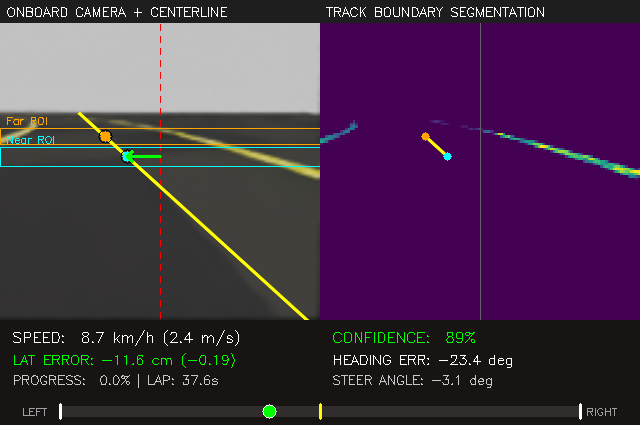 ONBOARD CAMERA + CENTERLINE
TRACK BOUNDARY SEGMENTATION
Far ROI
Near ROI
SPEED: 8.7 km/h (2.4 m/s)
CONFIDENCE: 89%
LAT ERROR: −11.6 cm (−0.19)
HEADING ERR: −23.4 deg
PROGRESS: 0.0% | LAP: 37.6s
STEER ANGLE: −3.1 deg
LEFT
RIGHT